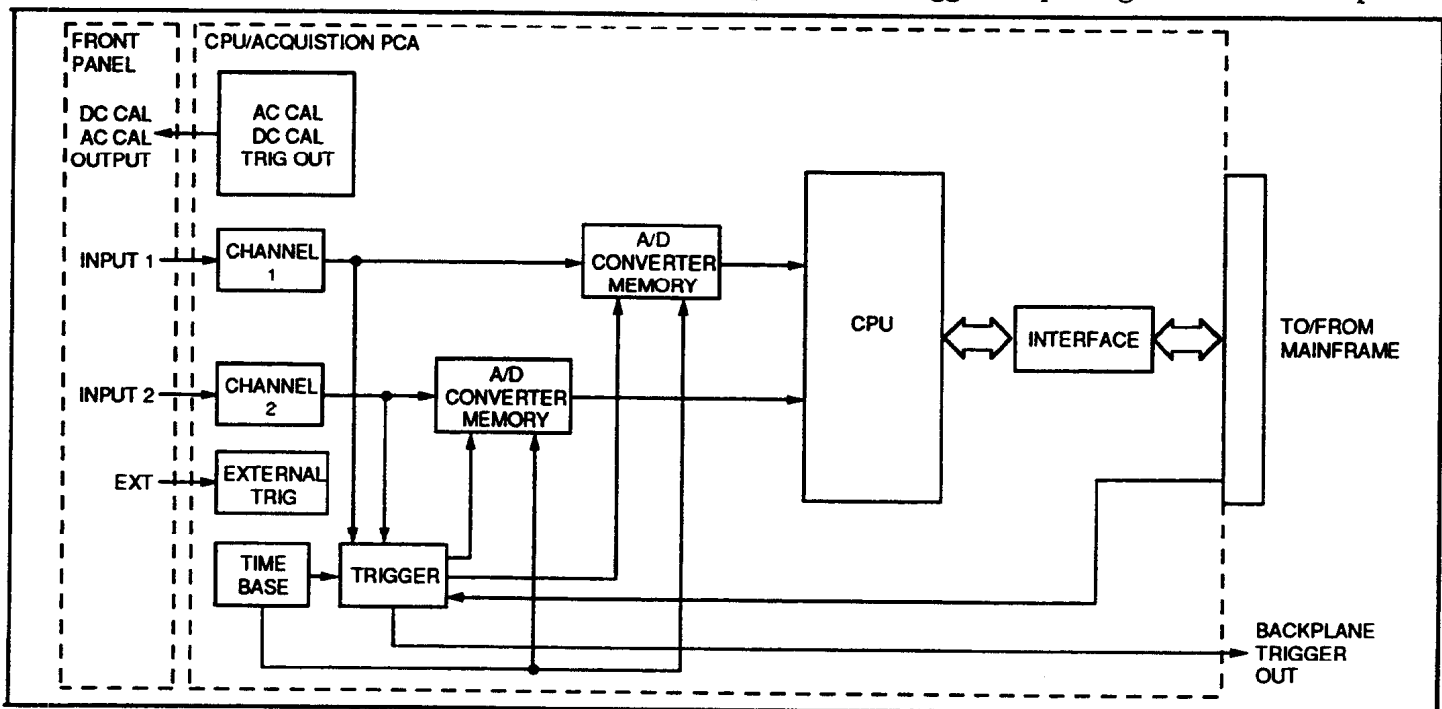 FRONT
PANEL
CPU/ACQUISTION PCA
DC CAL
AC CAL
OUTPUT
AC CAL
DC CAL
TRIG OUT
INPUT 1
CHANNEL
1
A/D
CONVERTER
MEMORY
CPU
INTERFACE
TO/FROM
MAINFRAME
INPUT 2
CHANNEL
2
A/D
CONVERTER
MEMORY
EXT
EXTERNAL
TRIG
TIME
BASE
TRIGGER
BACKPLANE
TRIGGER
OUT